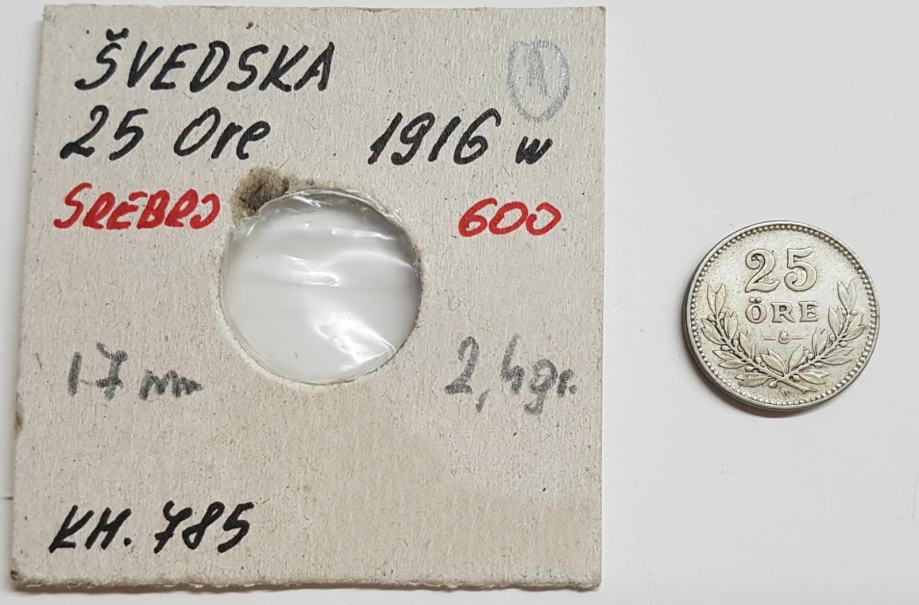 ŠVEDSKA
A
25 Ore 1916 w
SREBRO 600
17 mm 2,4gr.
KM. 785
25
ÖRE